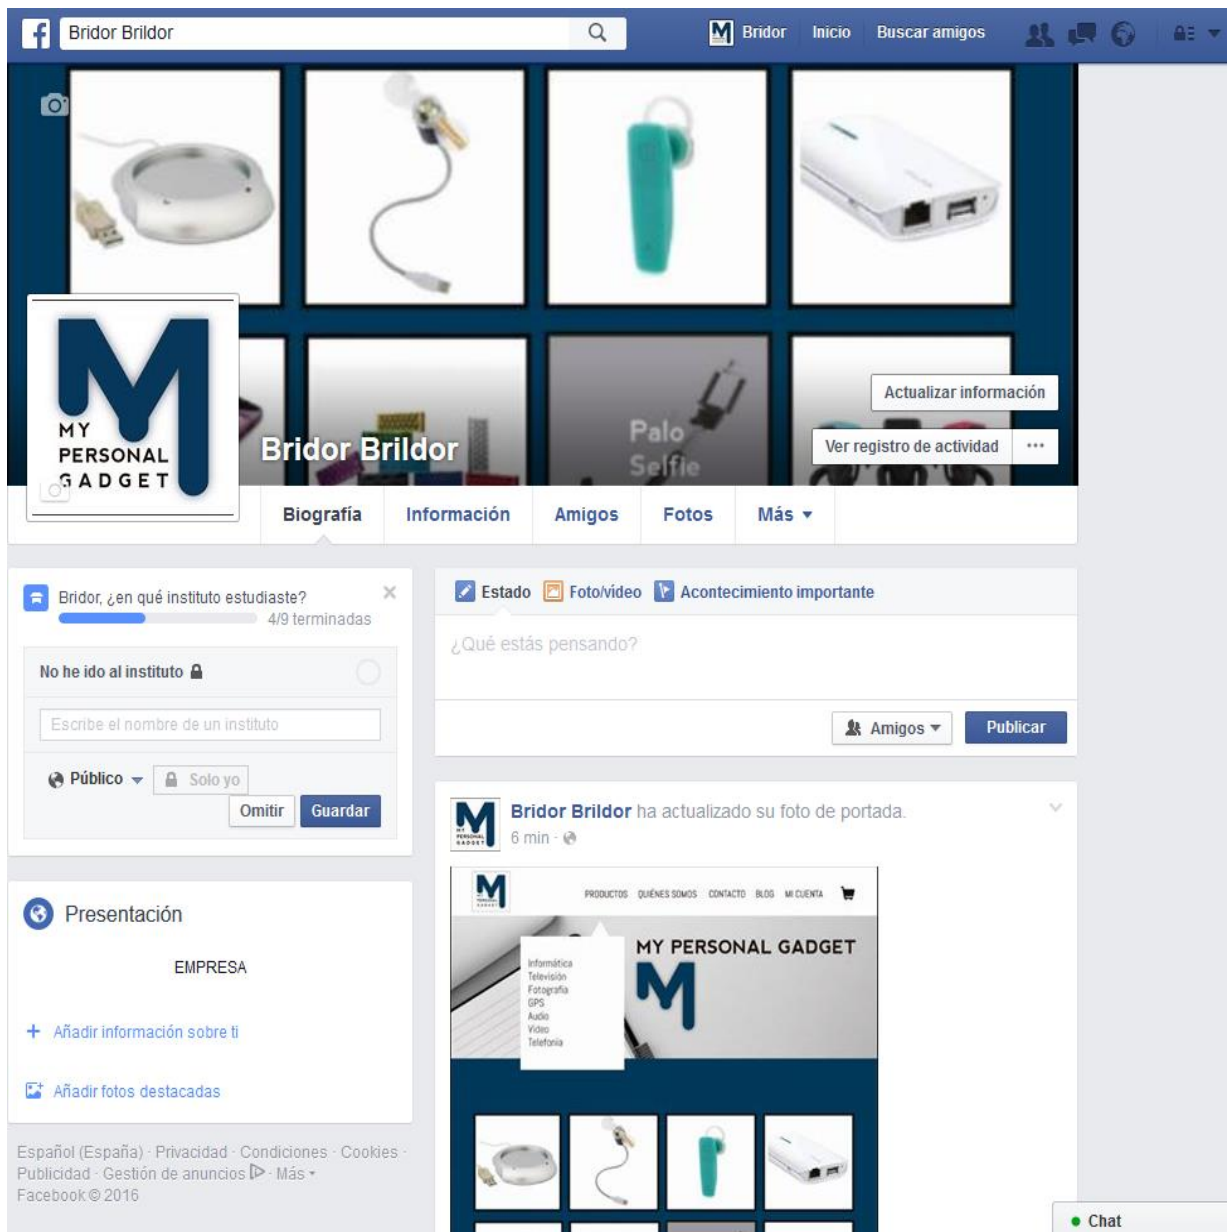 Bridor Brildor
Bridor Inicio Buscar amigos
MY
PERSONAL
GADGET
Bridor Brildor
Palo
Selfie
Actualizar información
Ver registro de actividad ...
Biografía Información Amigos Fotos Más
Bridor, ¿en qué instituto estudiaste?
4/9 terminadas
No he ido al instituto
Escribe el nombre de un instituto
Público Solo yo
Omitir Guardar
Presentación
EMPRESA
+ Añadir información sobre ti
Añadir fotos destacadas
Español (España) · Privacidad · Condiciones · Cookies ·
Publicidad · Gestión de anuncios · Más
Facebook © 2016
Estado Foto/vídeo Acontecimiento importante
¿Qué estás pensando?
Amigos Publicar
Bridor Brildor ha actualizado su foto de portada.
6 min ·
MY
PERSONAL
GADGET
PRODUCTOS QUIÉNES SOMOS CONTACTO BLOG MI CUENTA
MY PERSONAL GADGET
Informática
Televisión
Fotografía
GPS
Audio
Video
Telefonía
Chat